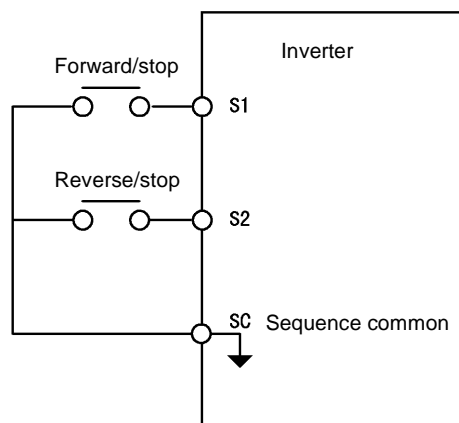 Forward/stop
Inverter
S1
Reverse/stop
S2
SC Sequence common